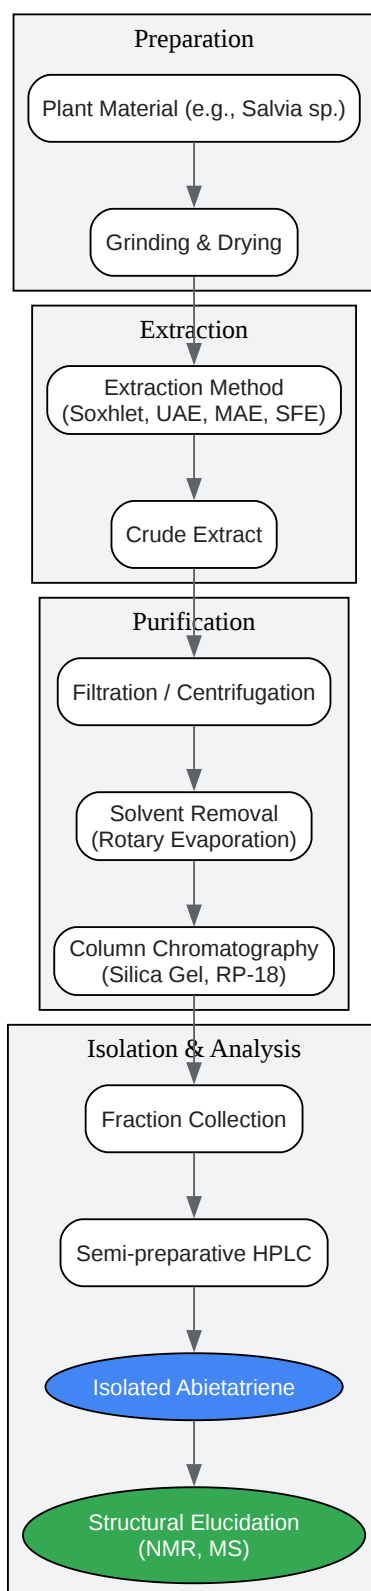 Preparation
Plant Material (e.g., Salvia sp.)
Grinding & Drying
Extraction
Extraction Method
(Soxhlet, UAE, MAE, SFE)
Crude Extract
Purification
Filtration / Centrifugation
Solvent Removal
(Rotary Evaporation)
Column Chromatography
(Silica Gel, RP-18)
Isolation & Analysis
Fraction Collection
Semi-preparative HPLC
Isolated Abietatriene
Structural Elucidation
(NMR, MS)